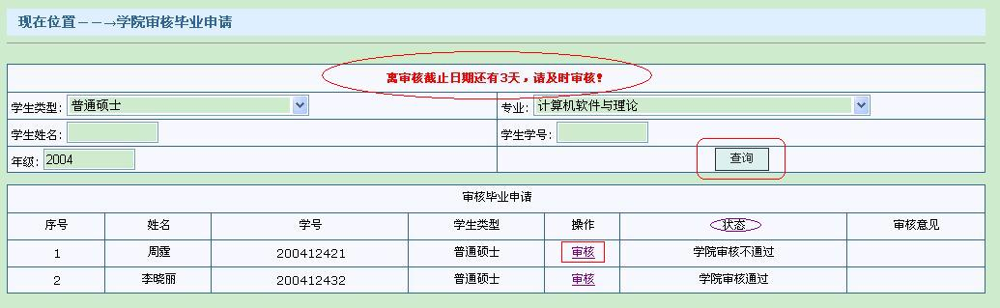 现在位置－－→学院审核毕业申请
离审核截止日期还有3天，请及时审核！
学生类型：普通硕士 专业：计算机软件与理论
学生姓名： 学生学号：
年级：2004 查询
审核毕业申请
序号 姓名 学号 学生类型 操作 状态 审核意见
1 周霆 200412421 普通硕士 审核 学院审核不通过
2 李晓丽 200412432 普通硕士 审核 学院审核通过